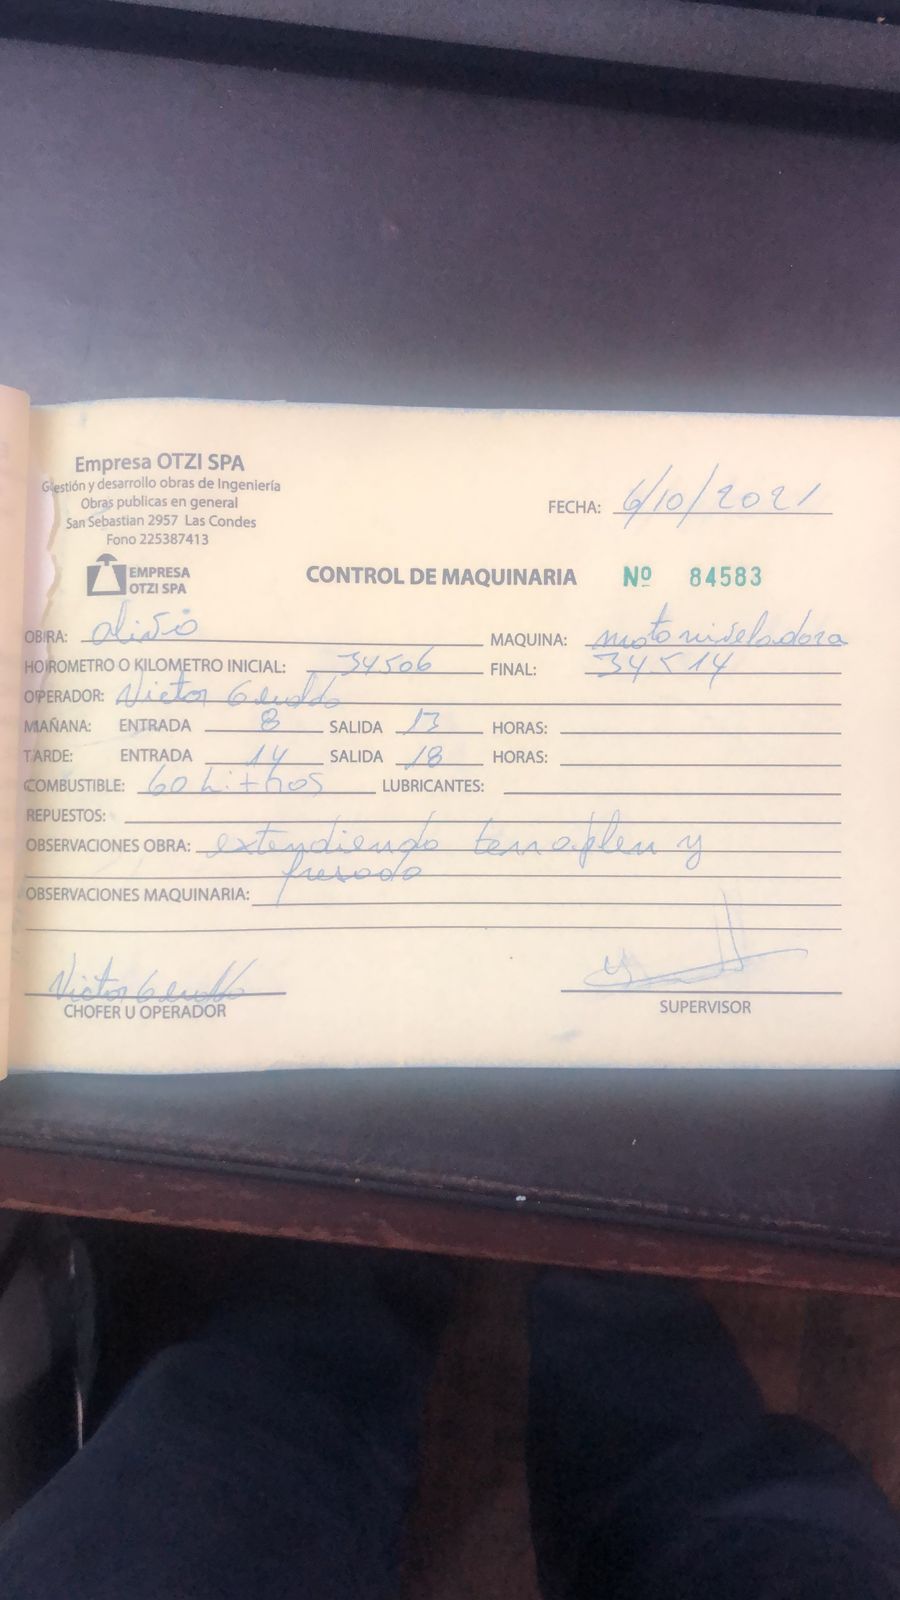 Empresa OTZI SPA
Gestión y desarrollo obras de Ingeniería
Obras publicas en general
San Sebastian 2957 Las Condes
Fono 225387413
FECHA: 6/10/2021
EMPRESA
OTZI SPA
CONTROL DE MAQUINARIA Nº 84583
OBRA: MAQUINA: motoniveladora
HOROMETRO O KILOMETRO INICIAL: 34506 FINAL: 34514
OPERADOR: Victor
MAÑANA: ENTRADA 8 SALIDA 13 HORAS:
TARDE: ENTRADA 14 SALIDA 18 HORAS:
COMBUSTIBLE: 60 Litros LUBRICANTES:
REPUESTOS:
OBSERVACIONES OBRA: extendiendo terraplen y
fresado
OBSERVACIONES MAQUINARIA:
Victor
CHOFER U OPERADOR
SUPERVISOR